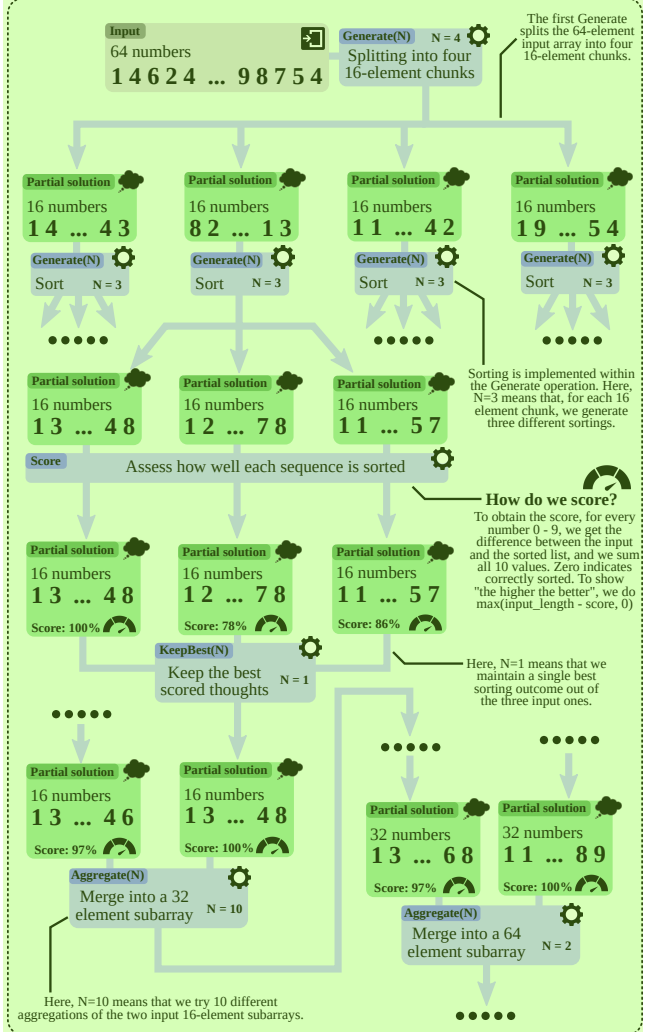 Input
64 numbers
1 4 6 2 4 ... 9 8 7 5 4
Generate(N) N = 4
Splitting into four
16-element chunks
The first Generate
splits the 64-element
input array into four
16-element chunks.
Partial solution
16 numbers
1 4 ... 4 3
Generate(N)
Sort N = 3
Partial solution
16 numbers
8 2 ... 1 3
Generate(N)
Sort N = 3
Partial solution
16 numbers
1 1 ... 4 2
Generate(N)
Sort N = 3
Partial solution
16 numbers
1 9 ... 5 4
Generate(N)
Sort N = 3
Sorting is implemented within
the Generate operation. Here,
N=3 means that, for each 16
element chunk, we generate
three different sortings.
Partial solution
16 numbers
1 3 ... 4 8
Partial solution
16 numbers
1 2 ... 7 8
Partial solution
16 numbers
1 1 ... 5 7
Score
Assess how well each sequence is sorted
How do we score?
To obtain the score, for every
number 0 - 9, we get the
difference between the input
and the sorted list, and we sum
all 10 values. Zero indicates
correctly sorted. To show
"the higher the better", we do
max(input_length - score, 0)
Partial solution
16 numbers
1 3 ... 4 8
Score: 100%
Partial solution
16 numbers
1 2 ... 7 8
Score: 78%
Partial solution
16 numbers
1 1 ... 5 7
Score: 86%
KeepBest(N)
Keep the best
scored thoughts
N = 1
Here, N=1 means that we
maintain a single best
sorting outcome out of
the three input ones.
Partial solution
16 numbers
1 3 ... 4 6
Score: 97%
Partial solution
16 numbers
1 3 ... 4 8
Score: 100%
Aggregate(N)
Merge into a 32
element subarray
N = 10
Here, N=10 means that we try 10 different
aggregations of the two input 16-element subarrays.
Partial solution
32 numbers
1 3 ... 6 8
Score: 97%
Partial solution
32 numbers
1 1 ... 8 9
Score: 100%
Aggregate(N)
Merge into a 64
element subarray
N = 2